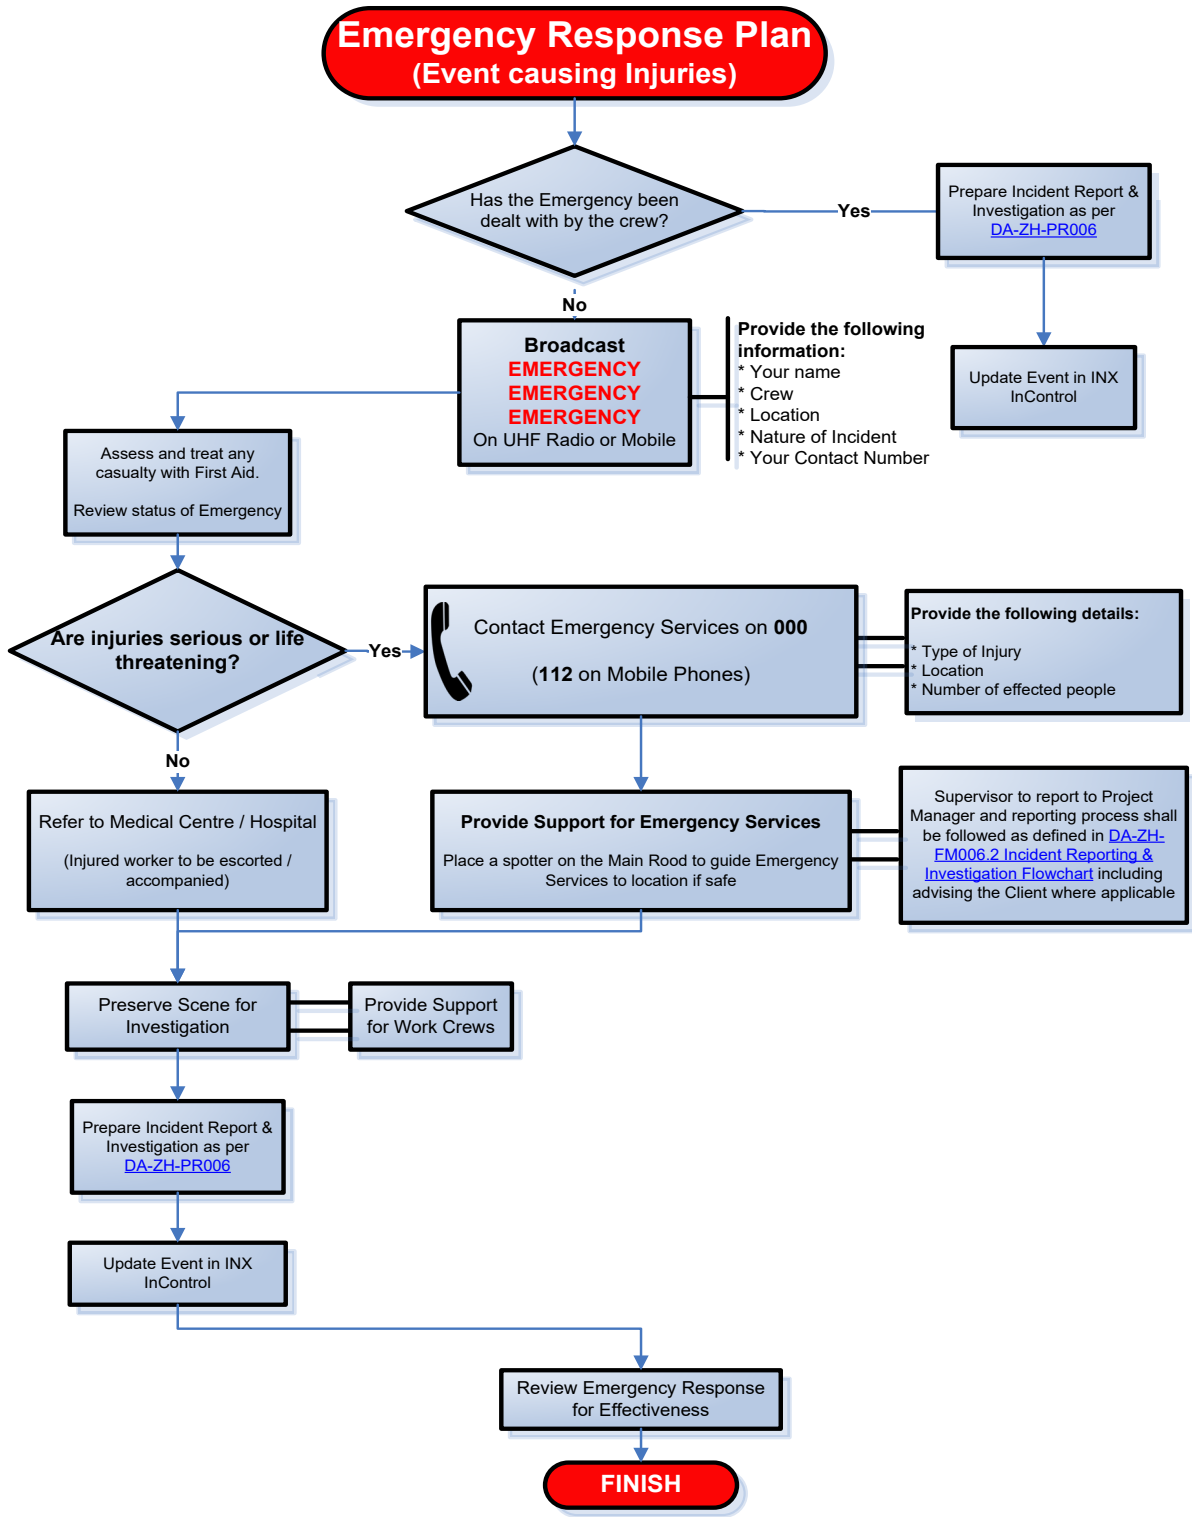 Emergency Response Plan
(Event causing Injuries)
Has the Emergency been
dealt with by the crew?
Yes
Prepare Incident Report &
Investigation as per
DA-ZH-PR006
Update Event in INX
InControl
No
Broadcast
EMERGENCY
EMERGENCY
EMERGENCY
On UHF Radio or Mobile
Provide the following
information:
* Your name
* Crew
* Location
* Nature of Incident
* Your Contact Number
Assess and treat any
casualty with First Aid.
Review status of Emergency
Are injuries serious or life
threatening?
Yes
Contact Emergency Services on 000
(112 on Mobile Phones)
Provide the following details:
* Type of Injury
* Location
* Number of effected people
No
Refer to Medical Centre / Hospital
(Injured worker to be escorted /
accompanied)
Provide Support for Emergency Services
Place a spotter on the Main Rood to guide Emergency
Services to location if safe
Supervisor to report to Project
Manager and reporting process shall
be followed as defined in DA-ZH-
FM006.2 Incident Reporting &
Investigation Flowchart including
advising the Client where applicable
Preserve Scene for
Investigation
Provide Support
for Work Crews
Prepare Incident Report &
Investigation as per
DA-ZH-PR006
Update Event in INX
InControl
Review Emergency Response
for Effectiveness
FINISH